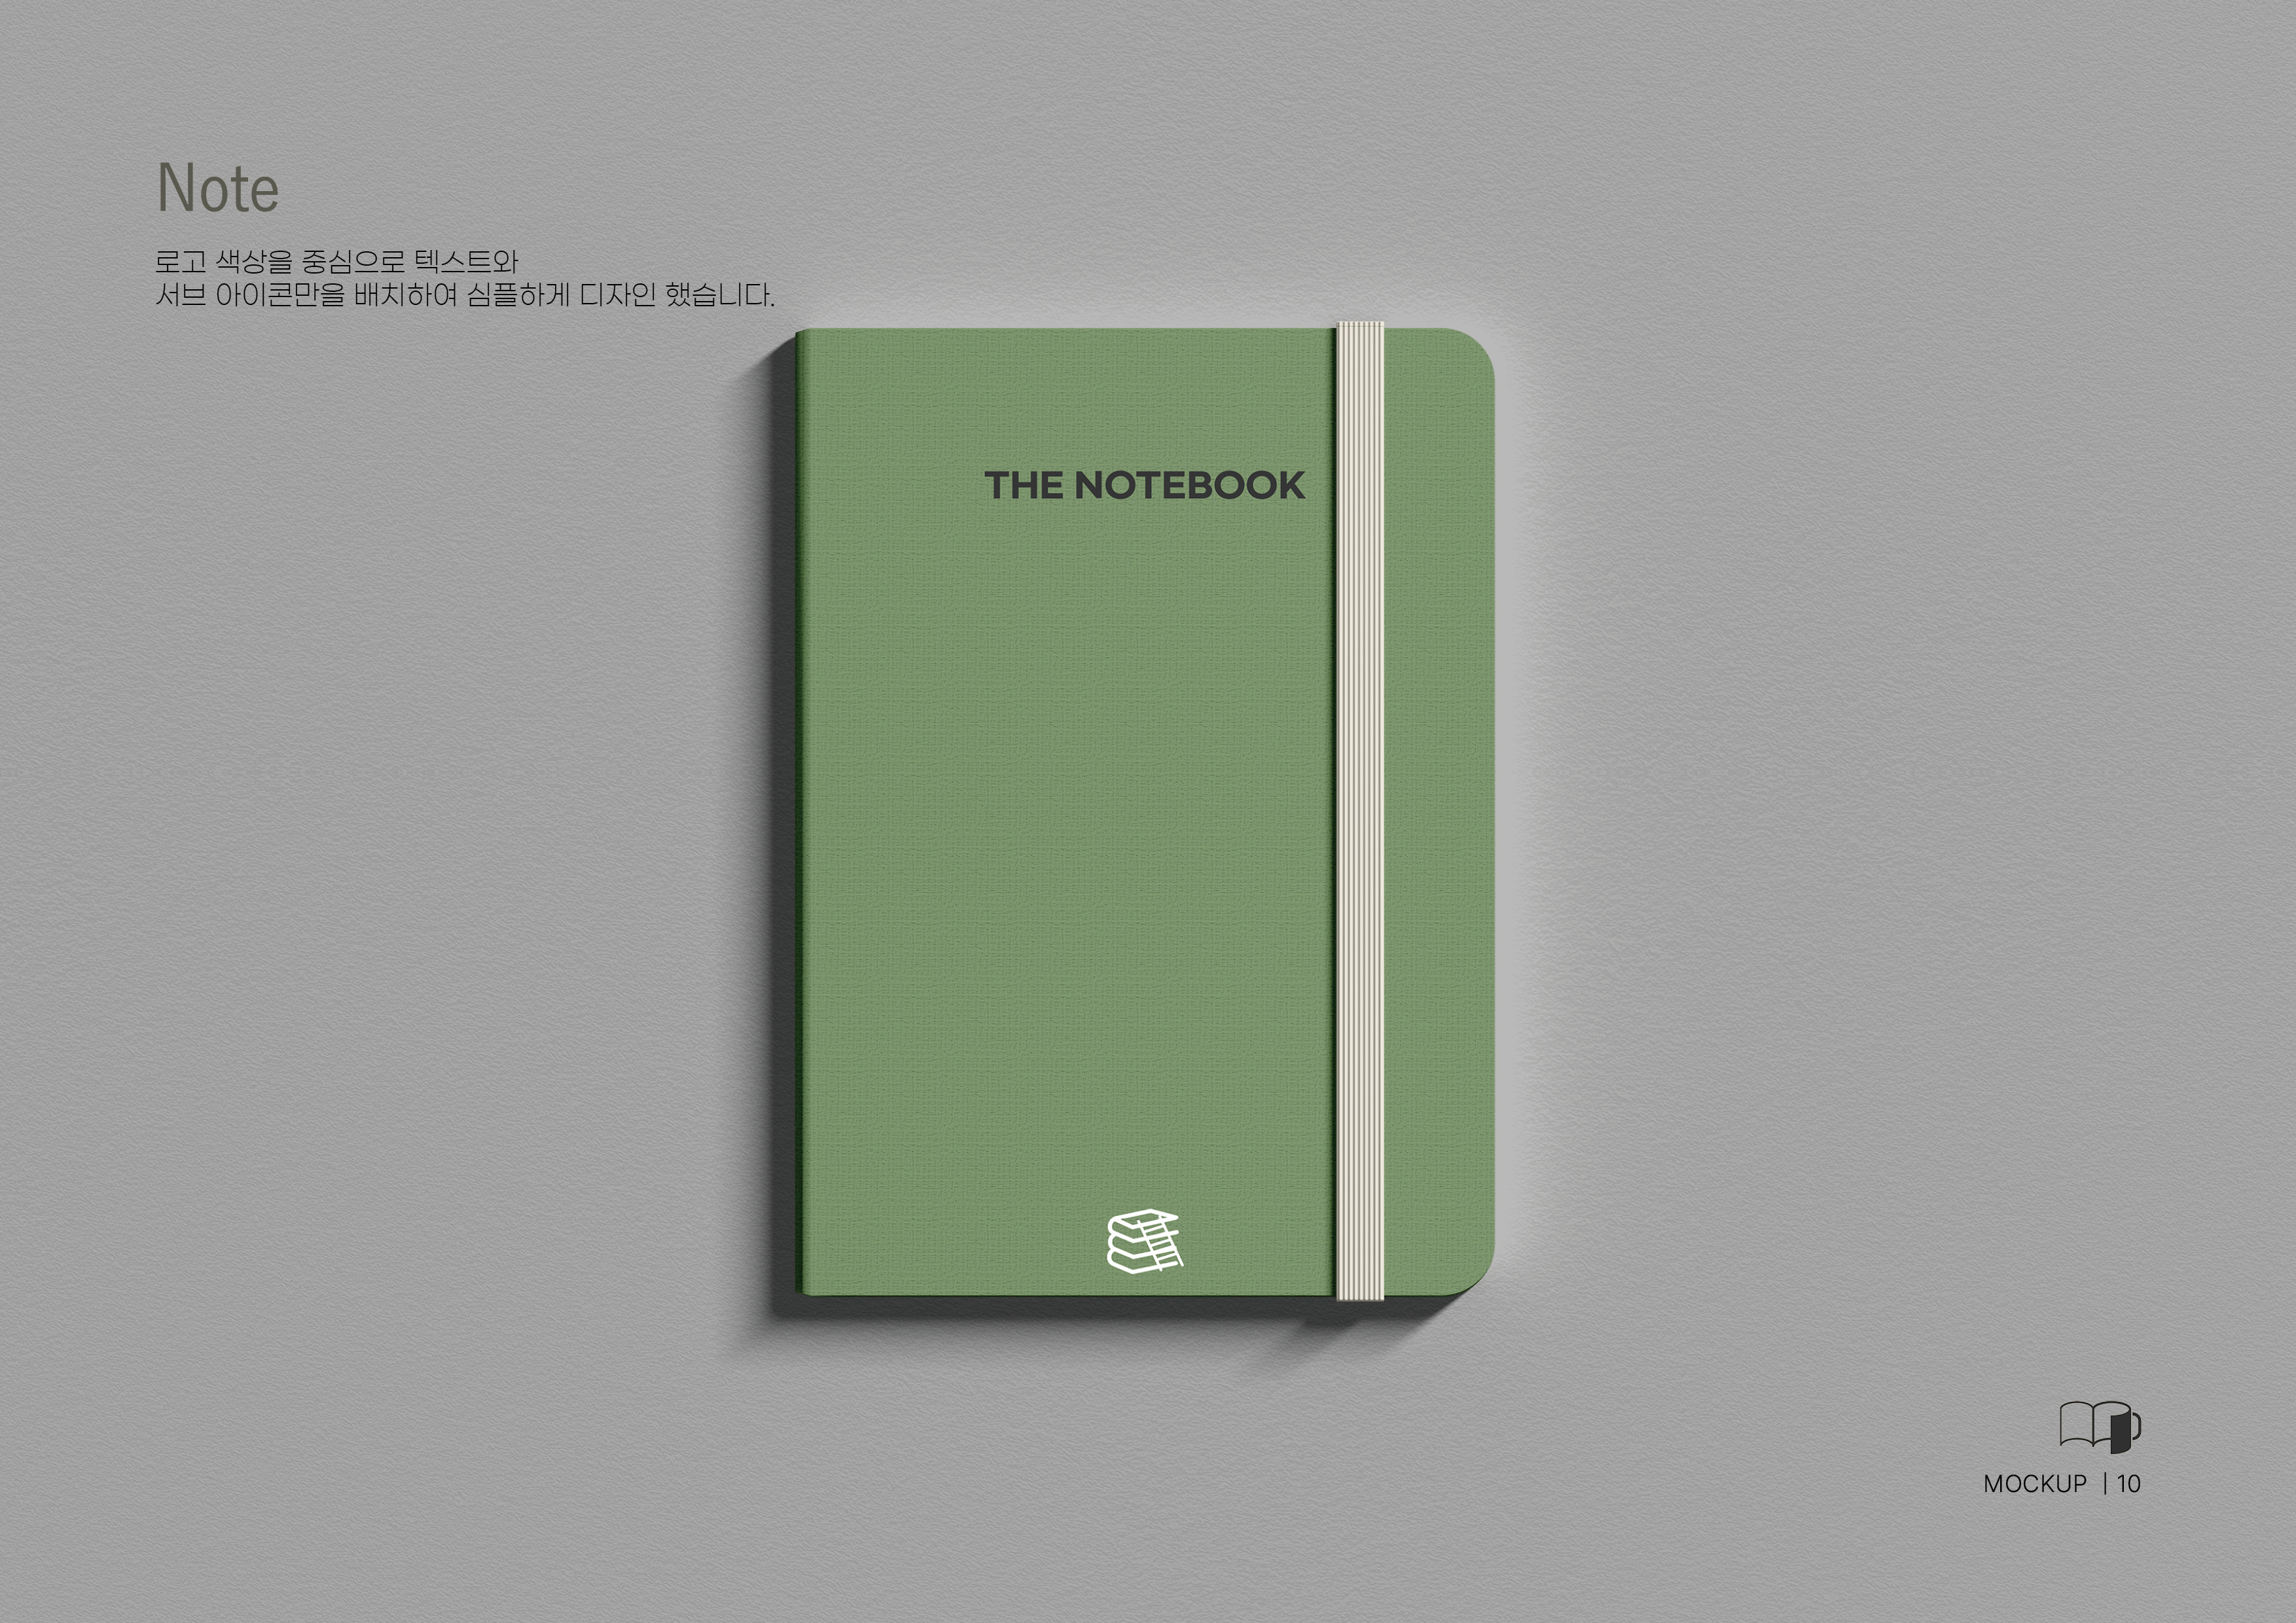 Note
로고 색상을 중심으로 텍스트와
서브 아이콘만을 배치하여 심플하게 디자인 했습니다.
THE NOTEBOOK
MOCKUP | 10